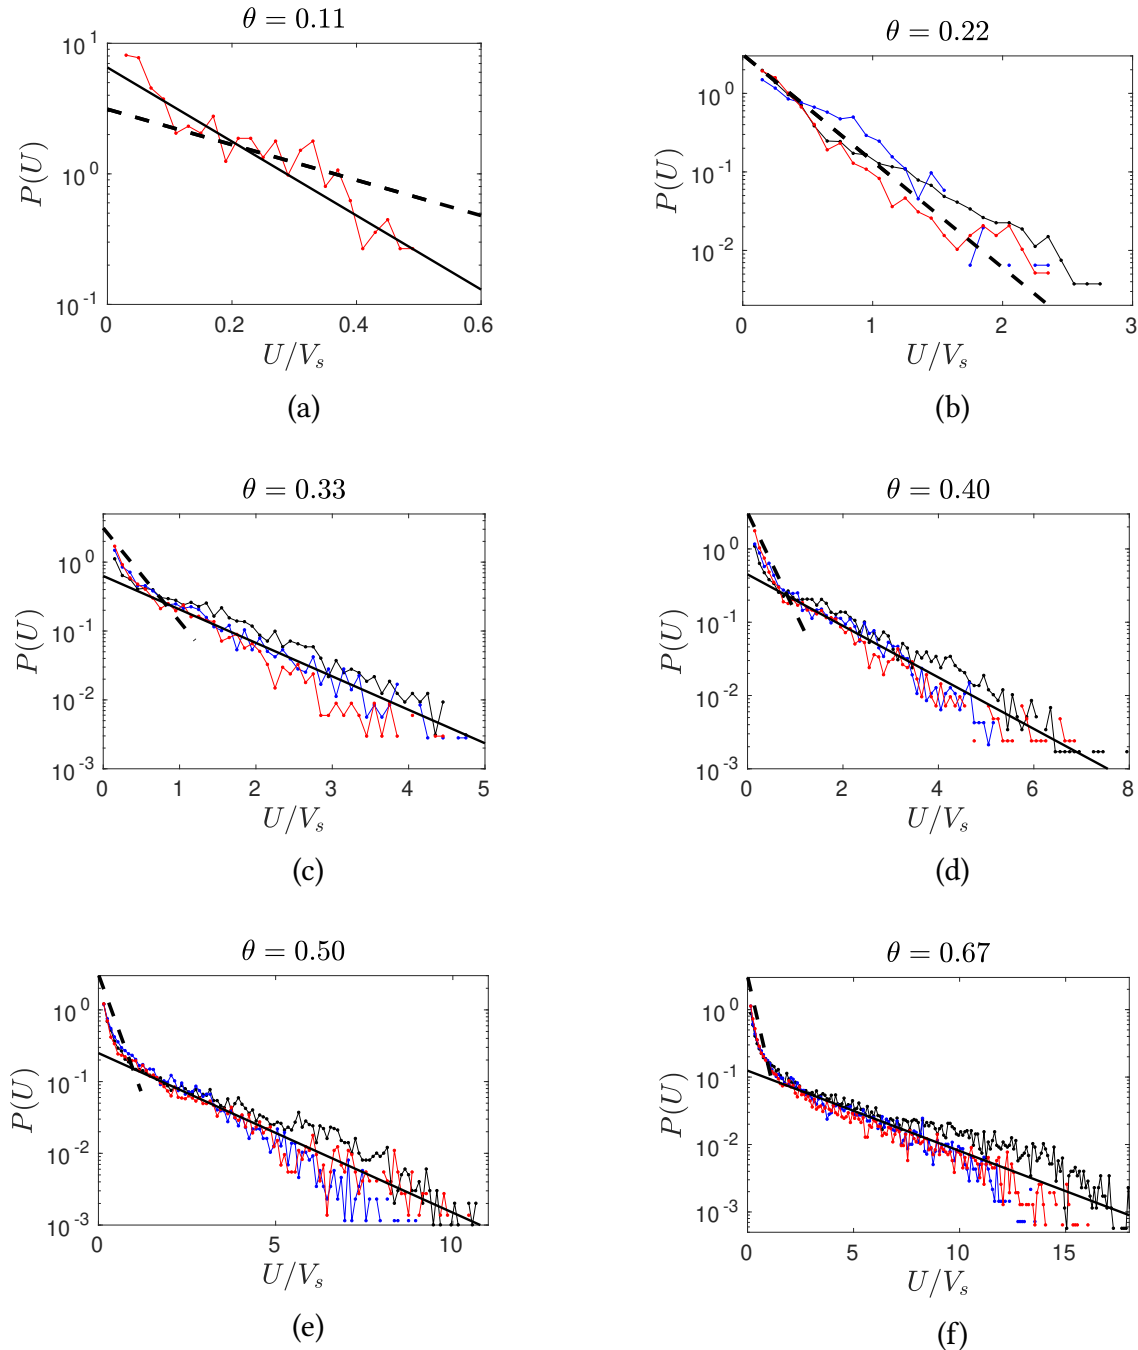 θ = 0.11
P(U)
10^1
10^0
10^-1
0 0.2 0.4 0.6
U/V_s
(a)
θ = 0.22
P(U)
10^0
10^-1
10^-2
0 1 2 3
U/V_s
(b)
θ = 0.33
P(U)
10^0
10^-1
10^-2
10^-3
0 1 2 3 4 5
U/V_s
(c)
θ = 0.40
P(U)
10^0
10^-1
10^-2
10^-3
0 2 4 6 8
U/V_s
(d)
θ = 0.50
P(U)
10^0
10^-1
10^-2
10^-3
0 5 10
U/V_s
(e)
θ = 0.67
P(U)
10^0
10^-1
10^-2
10^-3
0 5 10 15
U/V_s
(f)